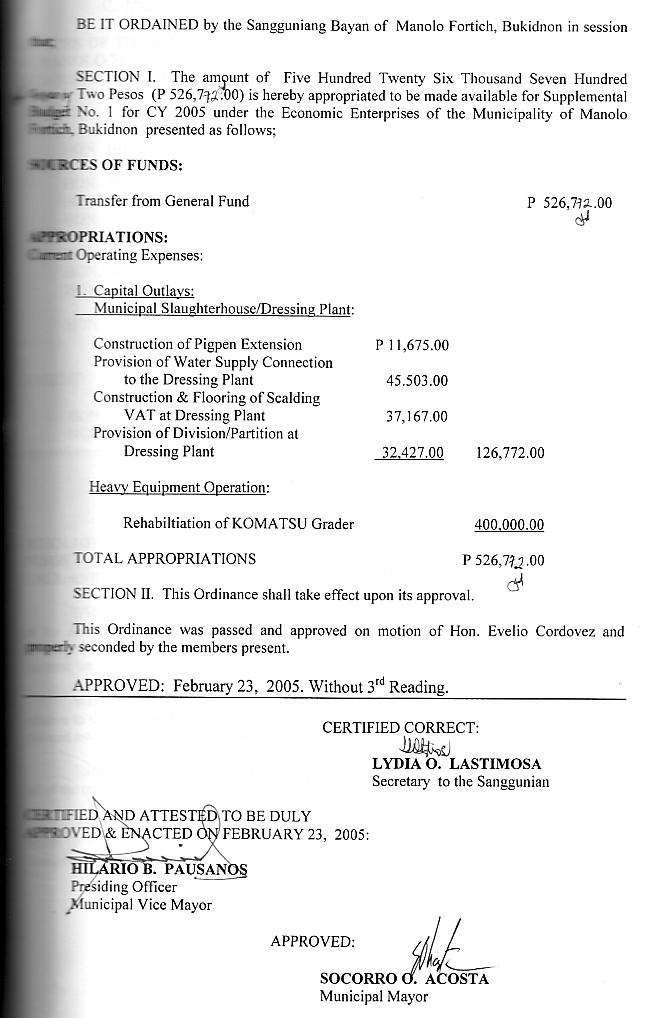 BE IT ORDAINED by the Sangguniang Bayan of Manolo Fortich, Bukidnon in session
that;
SECTION I. The amount of Five Hundred Twenty Six Thousand Seven Hundred
Two Pesos (P 526,772.00) is hereby appropriated to be made available for Supplemental
Budget No. 1 for CY 2005 under the Economic Enterprises of the Municipality of Manolo
Fortich, Bukidnon presented as follows;
SOURCES OF FUNDS:
Transfer from General Fund P 526,772.00
APPROPRIATIONS:
Current Operating Expenses:
1. Capital Outlays:
Municipal Slaughterhouse/Dressing Plant:
Construction of Pigpen Extension P 11,675.00
Provision of Water Supply Connection
to the Dressing Plant 45.503.00
Construction & Flooring of Scalding
VAT at Dressing Plant 37,167.00
Provision of Division/Partition at
Dressing Plant 32,427.00 126,772.00
Heavy Equipment Operation:
Rehabiltiation of KOMATSU Grader 400,000.00
TOTAL APPROPRIATIONS P 526,772.00
SECTION II. This Ordinance shall take effect upon its approval.
This Ordinance was passed and approved on motion of Hon. Evelio Cordovez and
properly seconded by the members present.
APPROVED: February 23, 2005. Without 3rd Reading.
CERTIFIED CORRECT:
LYDIA O. LASTIMOSA
Secretary to the Sanggunian
CERTIFIED AND ATTESTED TO BE DULY
APPROVED & ENACTED ON FEBRUARY 23, 2005:
HILARIO B. PAUSANOS
Presiding Officer
Municipal Vice Mayor
APPROVED:
SOCORRO O. ACOSTA
Municipal Mayor